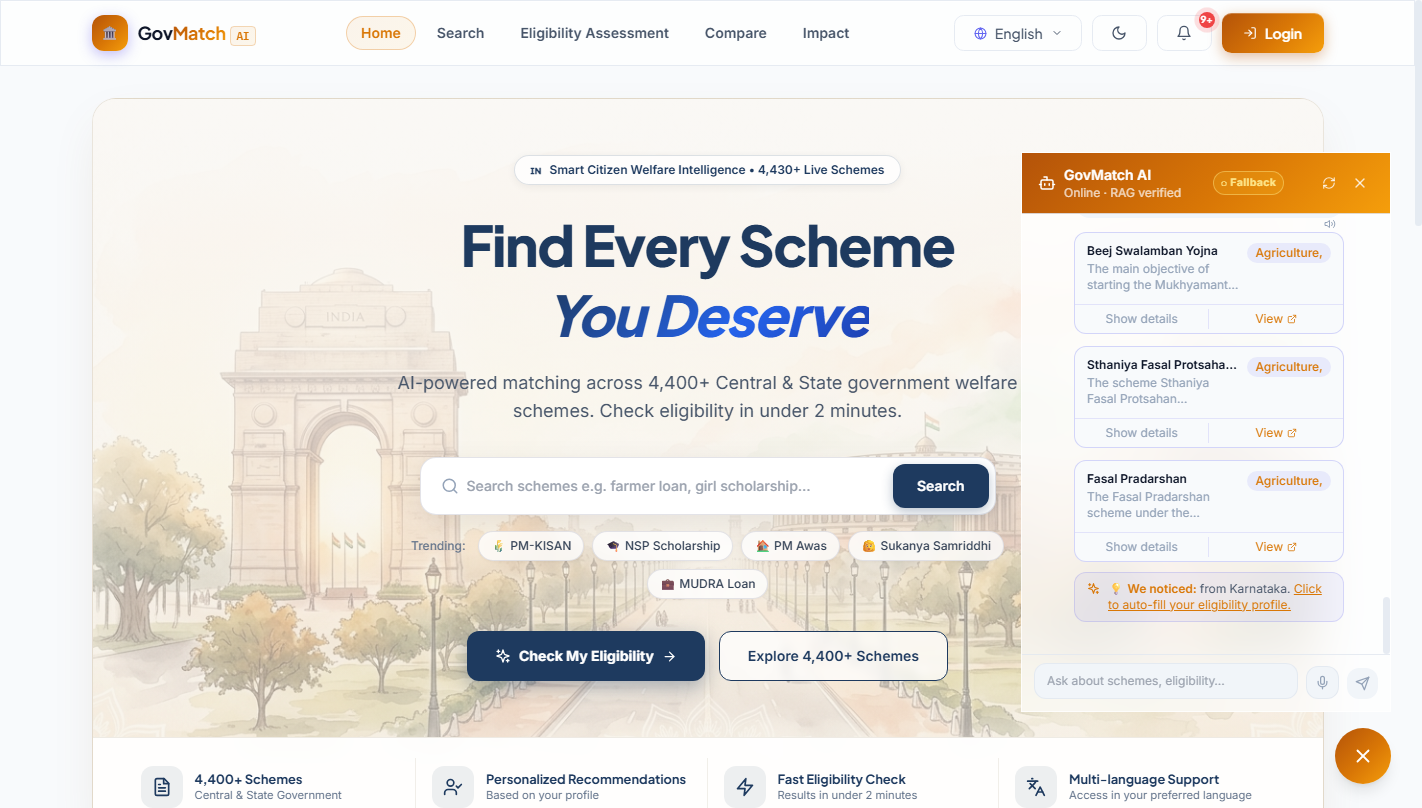 GovMatch AI
Home
Search
Eligibility Assessment
Compare
Impact
English
9+
Login
IN Smart Citizen Welfare Intelligence • 4,430+ Live Schemes
Find Every Scheme
You Deserve
INDIA
AI-powered matching across 4,400+ Central & State government welfare
schemes. Check eligibility in under 2 minutes.
Search schemes e.g. farmer loan, girl scholarship...
Search
Trending:
PM-KISAN
NSP Scholarship
PM Awas
Sukanya Samriddhi
MUDRA Loan
Check My Eligibility
Explore 4,400+ Schemes
4,400+ Schemes
Central & State Government
Personalized Recommendations
Based on your profile
Fast Eligibility Check
Results in under 2 minutes
Multi-language Support
Access in your preferred language
GovMatch AI
Online · RAG verified
Fallback
Beej Swalamban Yojna
Agriculture,
The main objective of
starting the Mukhyamant...
Show details
View
Sthaniya Fasal Protsaha...
Agriculture,
The scheme Sthaniya
Fasal Protsahan...
Show details
View
Fasal Pradarshan
Agriculture,
The Fasal Pradarshan
scheme under the...
Show details
View
We noticed: from Karnataka. Click
to auto-fill your eligibility profile.
Ask about schemes, eligibility...